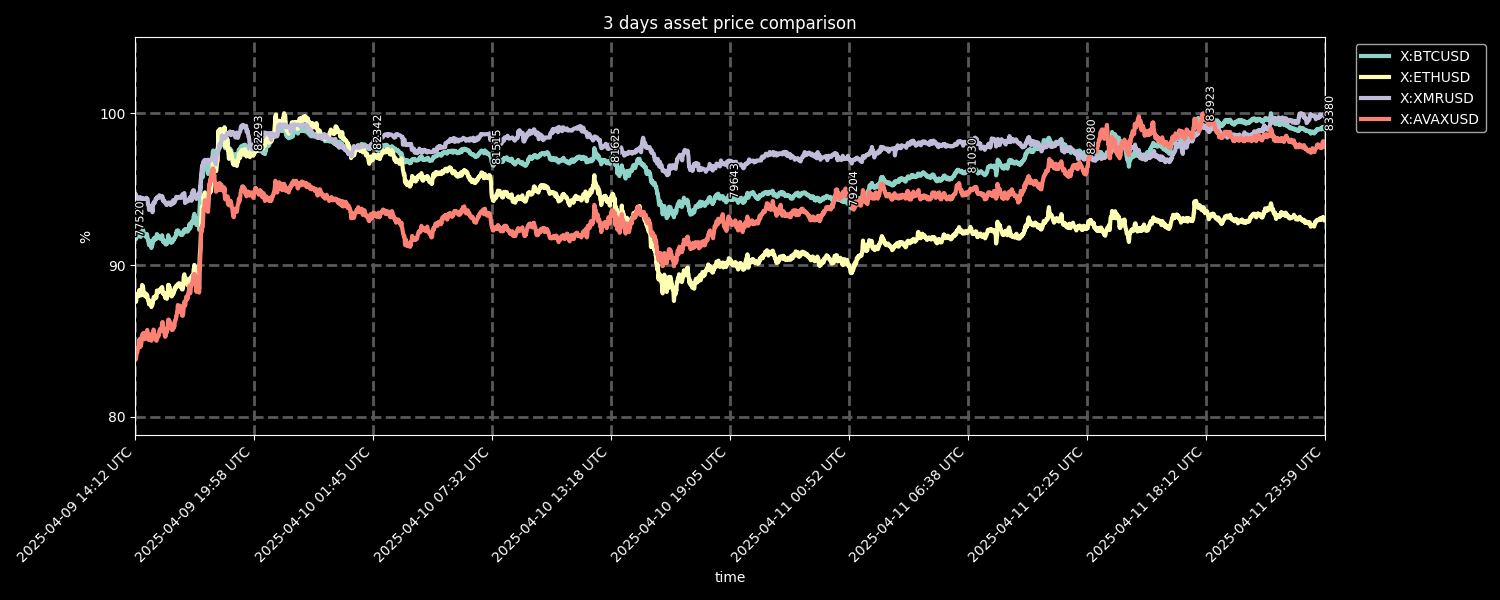 3 days asset price comparison
X:BTCUSD
X:ETHUSD
X:XMRUSD
X:AVAXUSD
100
90
80
%
77520
82293
82342
81515
81625
79643
79204
81030
82080
83923
83380
2025-04-09 14:12 UTC
2025-04-09 19:58 UTC
2025-04-10 01:45 UTC
2025-04-10 07:32 UTC
2025-04-10 13:18 UTC
2025-04-10 19:05 UTC
2025-04-11 00:52 UTC
2025-04-11 06:38 UTC
2025-04-11 12:25 UTC
2025-04-11 18:12 UTC
2025-04-11 23:59 UTC
time